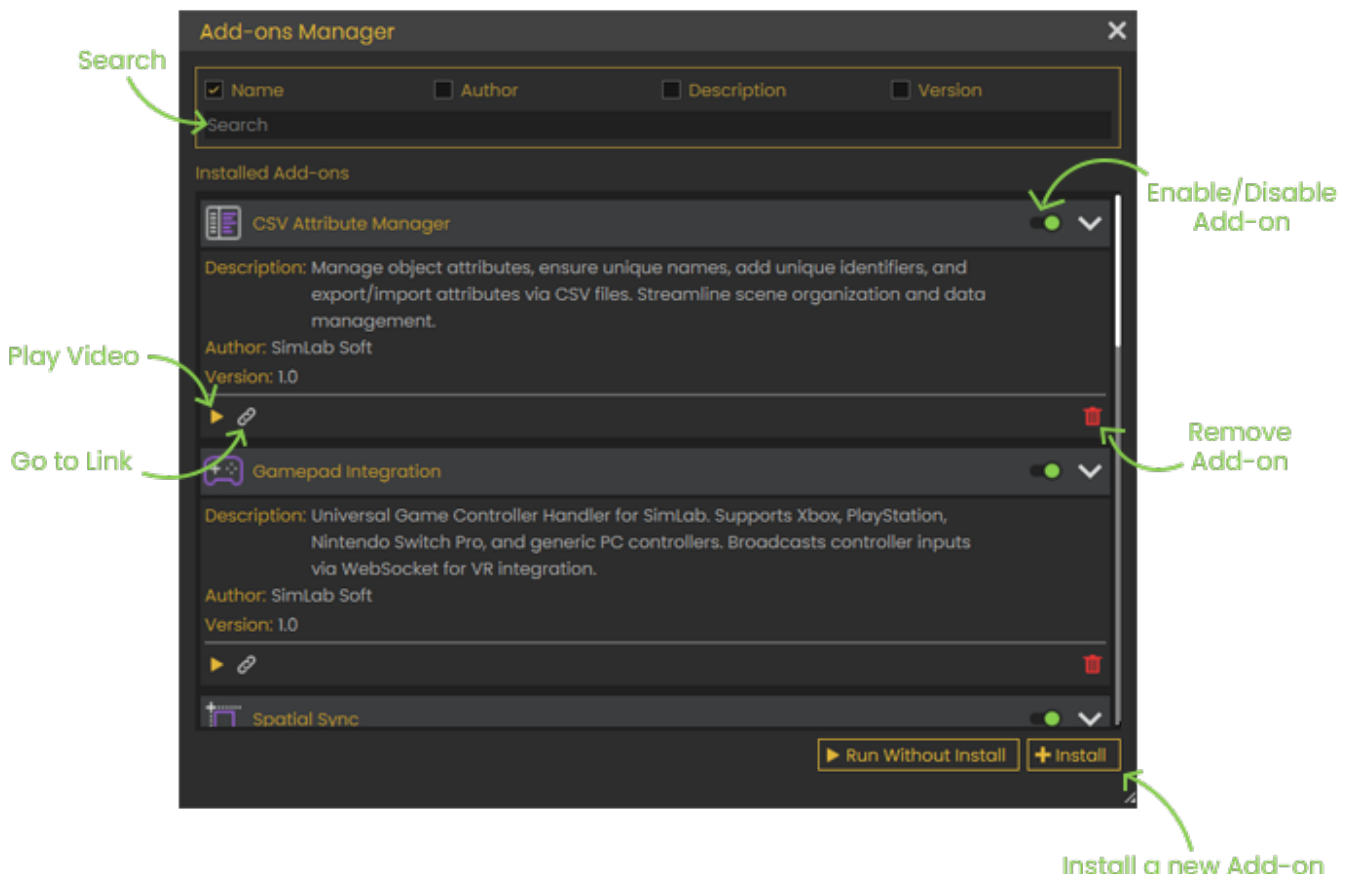 Add-ons Manager
Search
Name Author Description Version
Search
Installed Add-ons
Enable/Disable
Add-on
CSV Attribute Manager
Description: Manage object attributes, ensure unique names, add unique identifiers, and
export/import attributes via CSV files. Streamline scene organization and data
management.
Play Video
Author: SimLab Soft
Version: 1.0
Go to Link
Remove
Add-on
Gamepad Integration
Description: Universal Game Controller Handler for SimLab. Supports Xbox, PlayStation,
Nintendo Switch Pro, and generic PC controllers. Broadcasts controller inputs
via WebSocket for VR integration.
Author: SimLab Soft
Version: 1.0
Spatial Sync
Run Without Install
Install
Install a new Add-on